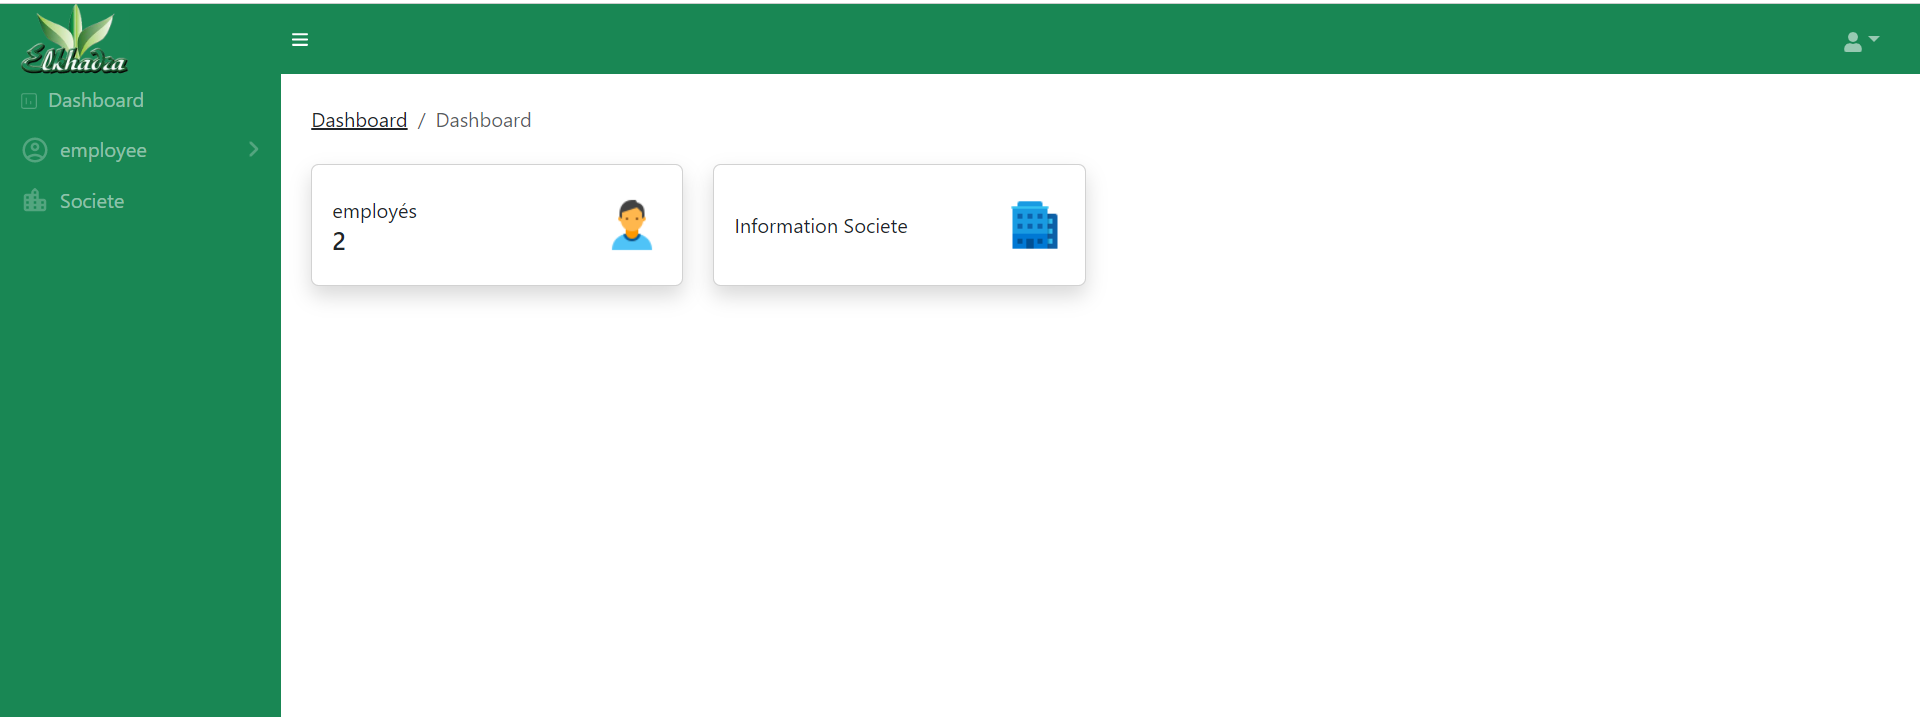 Elkhadra
Dashboard
employee
Societe
Dashboard / Dashboard
employés
2
Information Societe